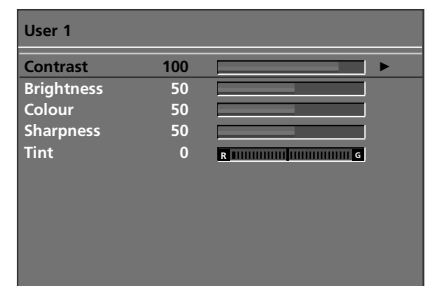 User 1
Contrast 100
Brightness 50
Colour 50
Sharpness 50
Tint 0 R G